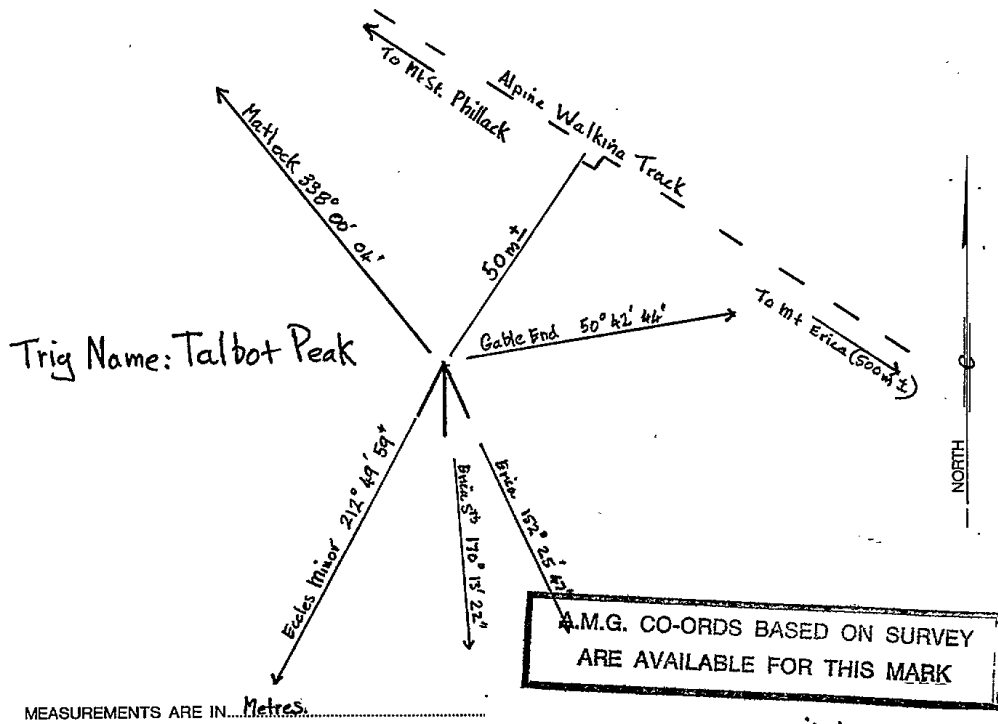 To Mt St. Phillack
Alpine Walking Track
Matlock 338° 00' 04"
50m ±
Gable End 50° 42' 44"
To Mt Erica (500m ±)
Trig Name: Talbot Peak
NORTH
Eccles Minor 212° 49' 59"
Erica Sth 170° 13' 22"
Erica 152° 25' 47"
A.M.G. CO-ORDS BASED ON SURVEY
ARE AVAILABLE FOR THIS MARK
MEASUREMENTS ARE IN Metres.